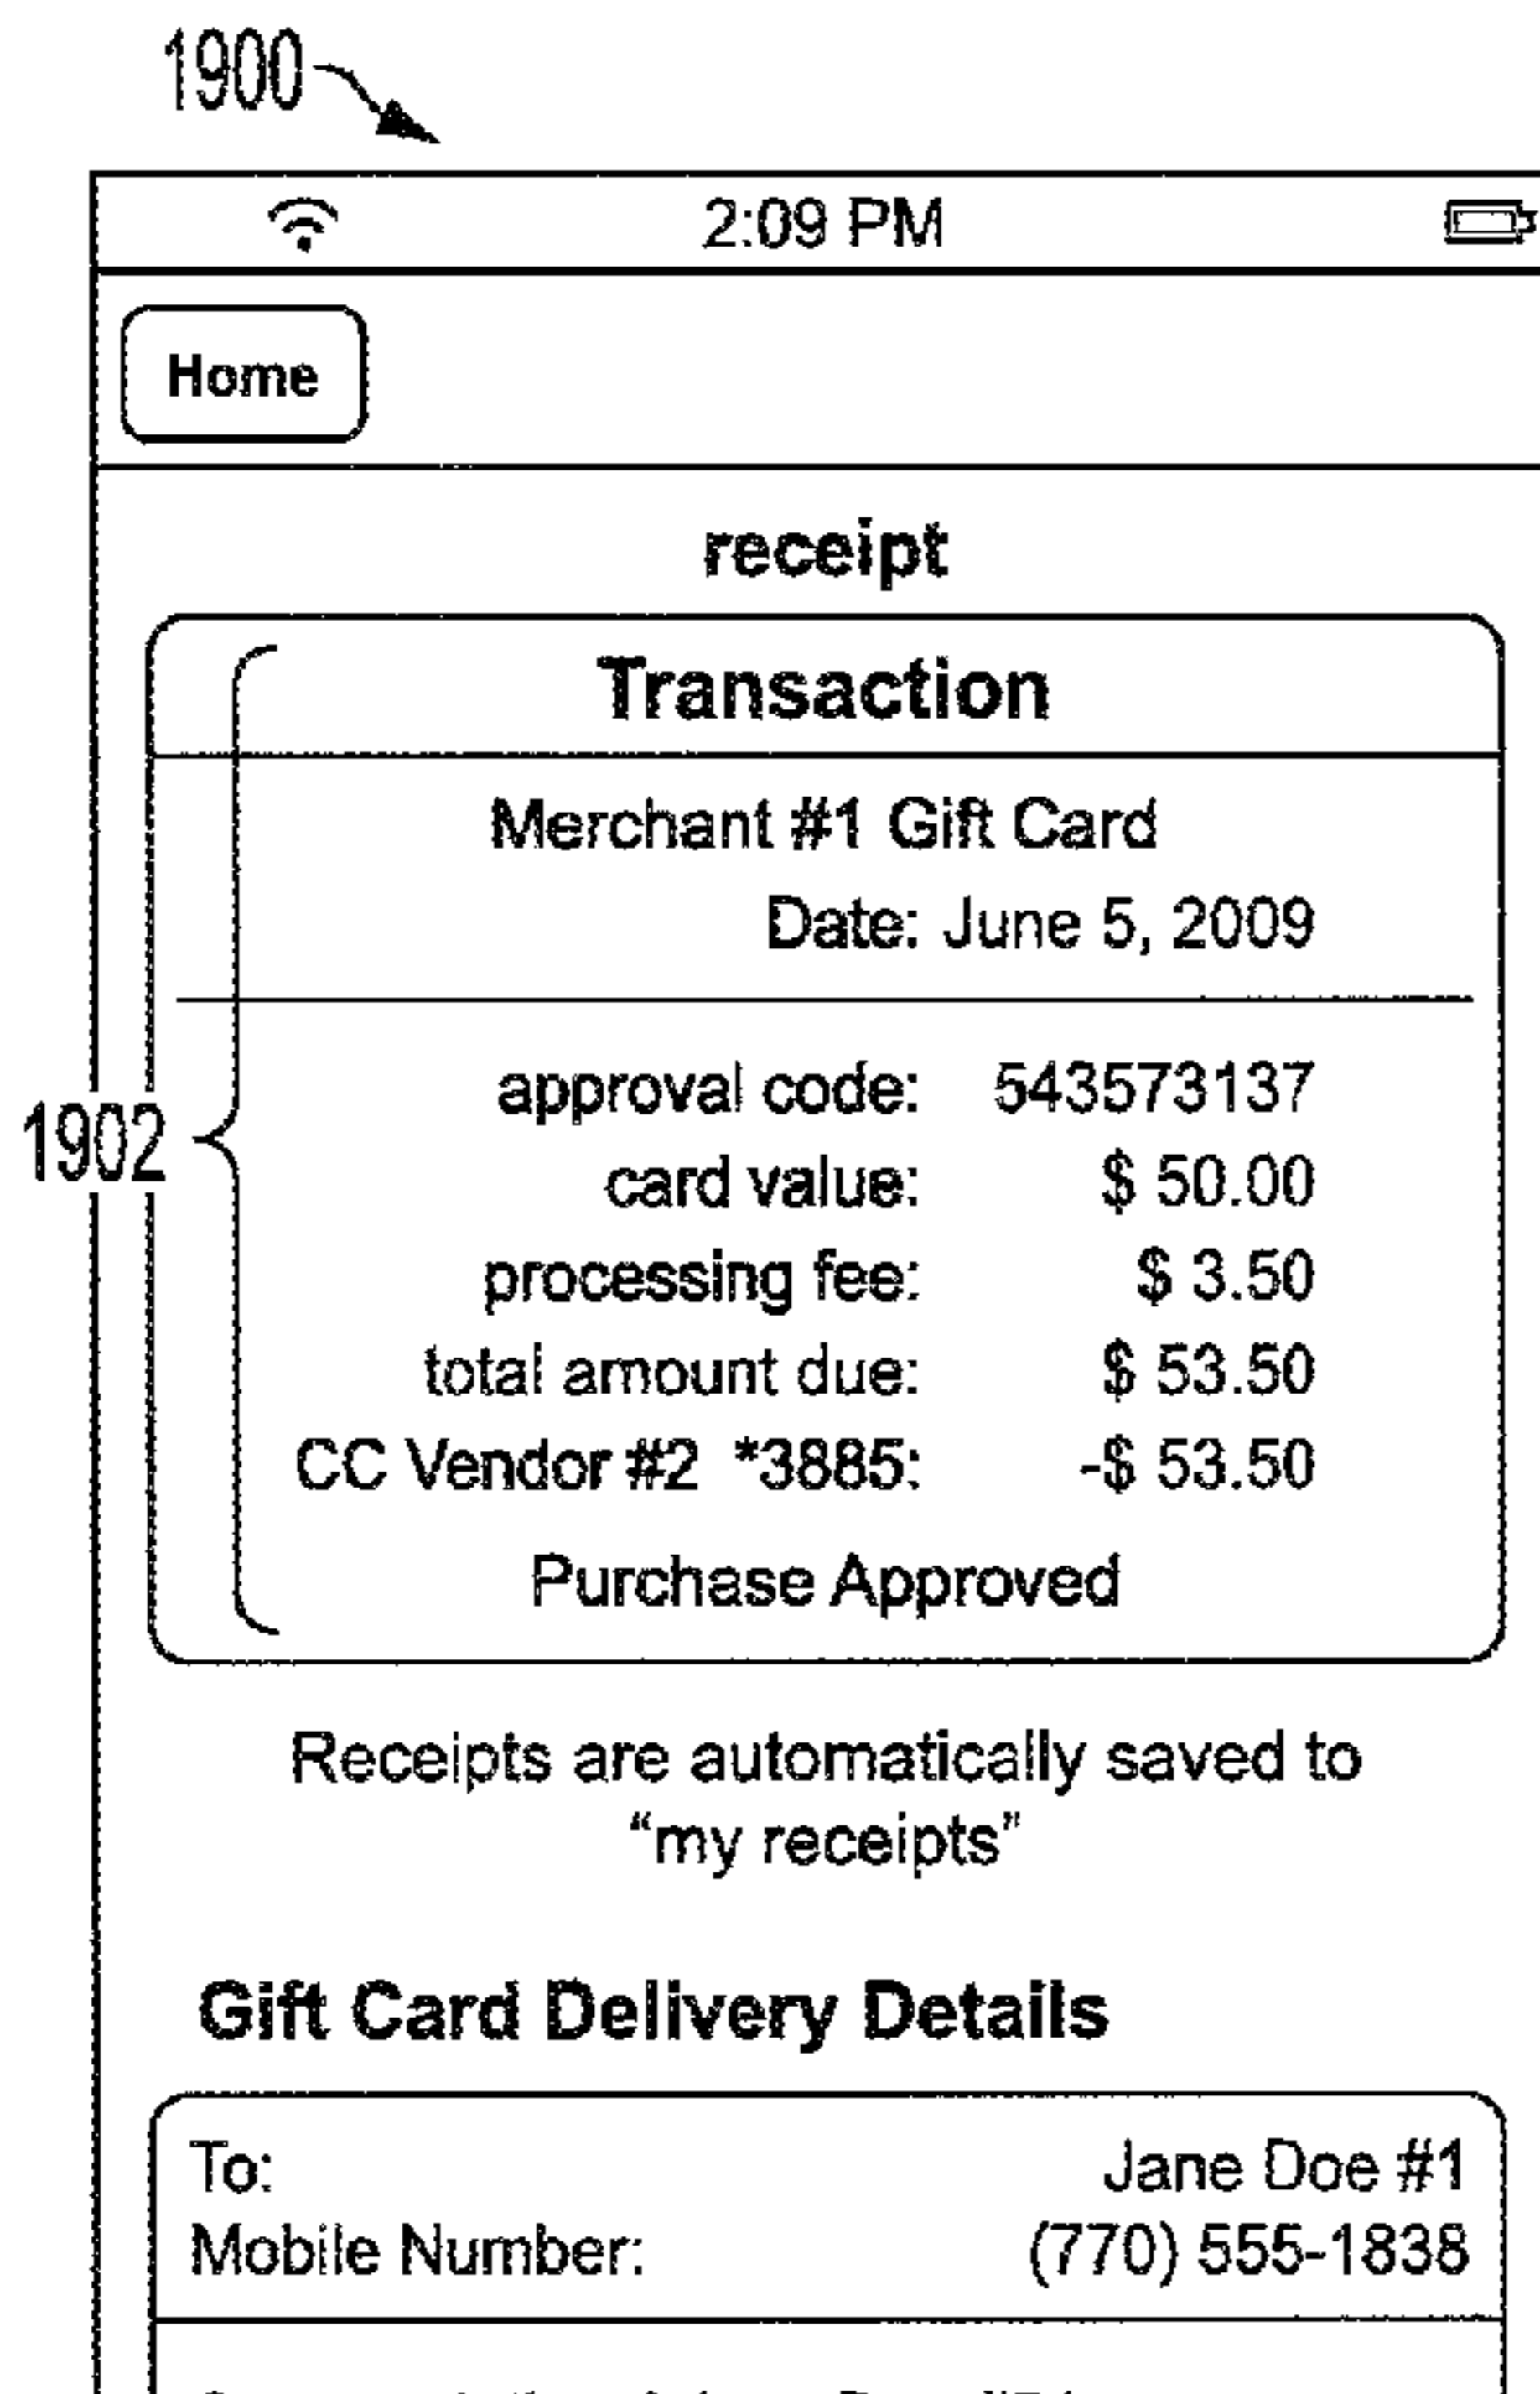 1900
2:09 PM
Home
receipt
Transaction
Merchant #1 Gift Card
Date: June 5, 2009
1902
approval code: 543573137
card value: $ 50.00
processing fee: $ 3.50
total amount due: $ 53.50
CC Vendor #2 *3885: -$ 53.50
Purchase Approved
Receipts are automatically saved to
“my receipts”
Gift Card Delivery Details
To: Jane Doe #1
Mobile Number: (770) 555-1838